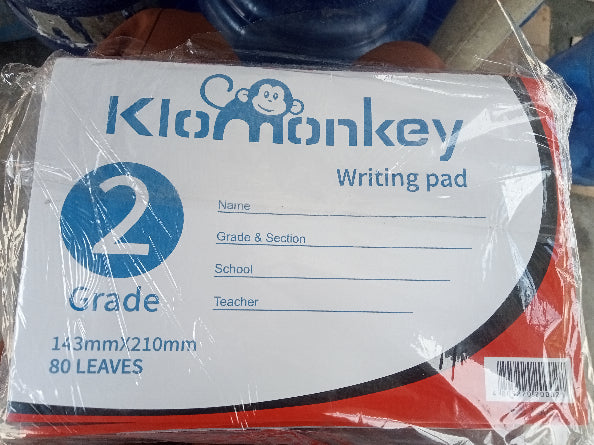 Klomonkey
Writing pad
2
Grade
143mmX210mm
80 LEAVES
Name
Grade & Section
School
Teacher